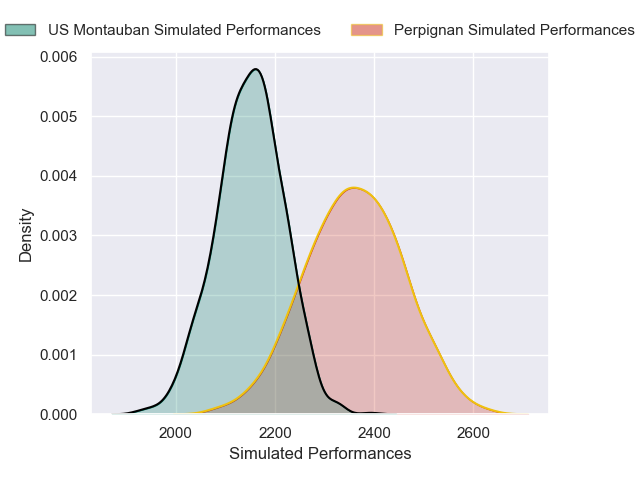 US Montauban Simulated Performances
Perpignan Simulated Performances
0.006
0.005
0.004
0.003
0.002
0.001
0.000
Density
2000
2200
2400
2600
Simulated Performances